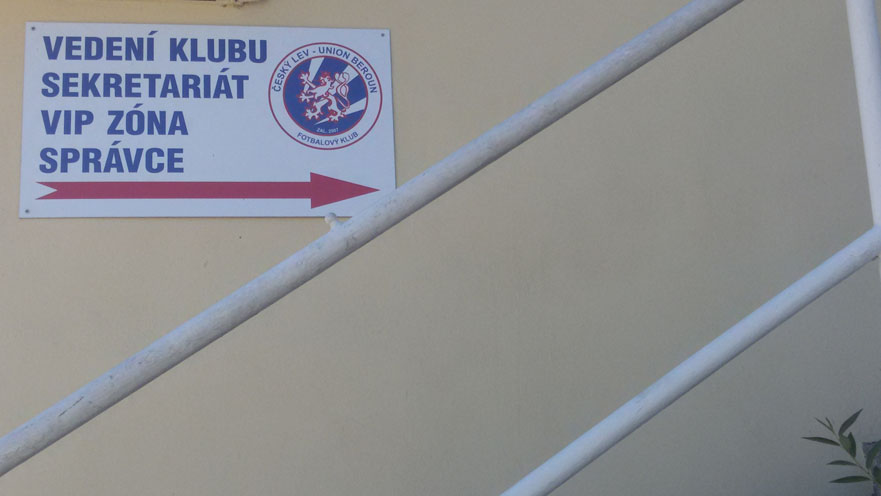 VEDENÍ KLUBU
SEKRETARIÁT
VIP ZÓNA
SPRÁVCE
ČESKÝ LEV - UNION BEROUN
ZAL. 2007
FOTBALOVÝ KLUB